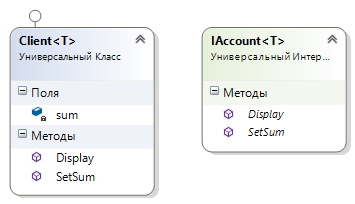 Client<T>
Универсальный Класс
Поля
sum
Методы
Display
SetSum
IAccount<T>
Универсальный Интер...
Методы
Display
SetSum